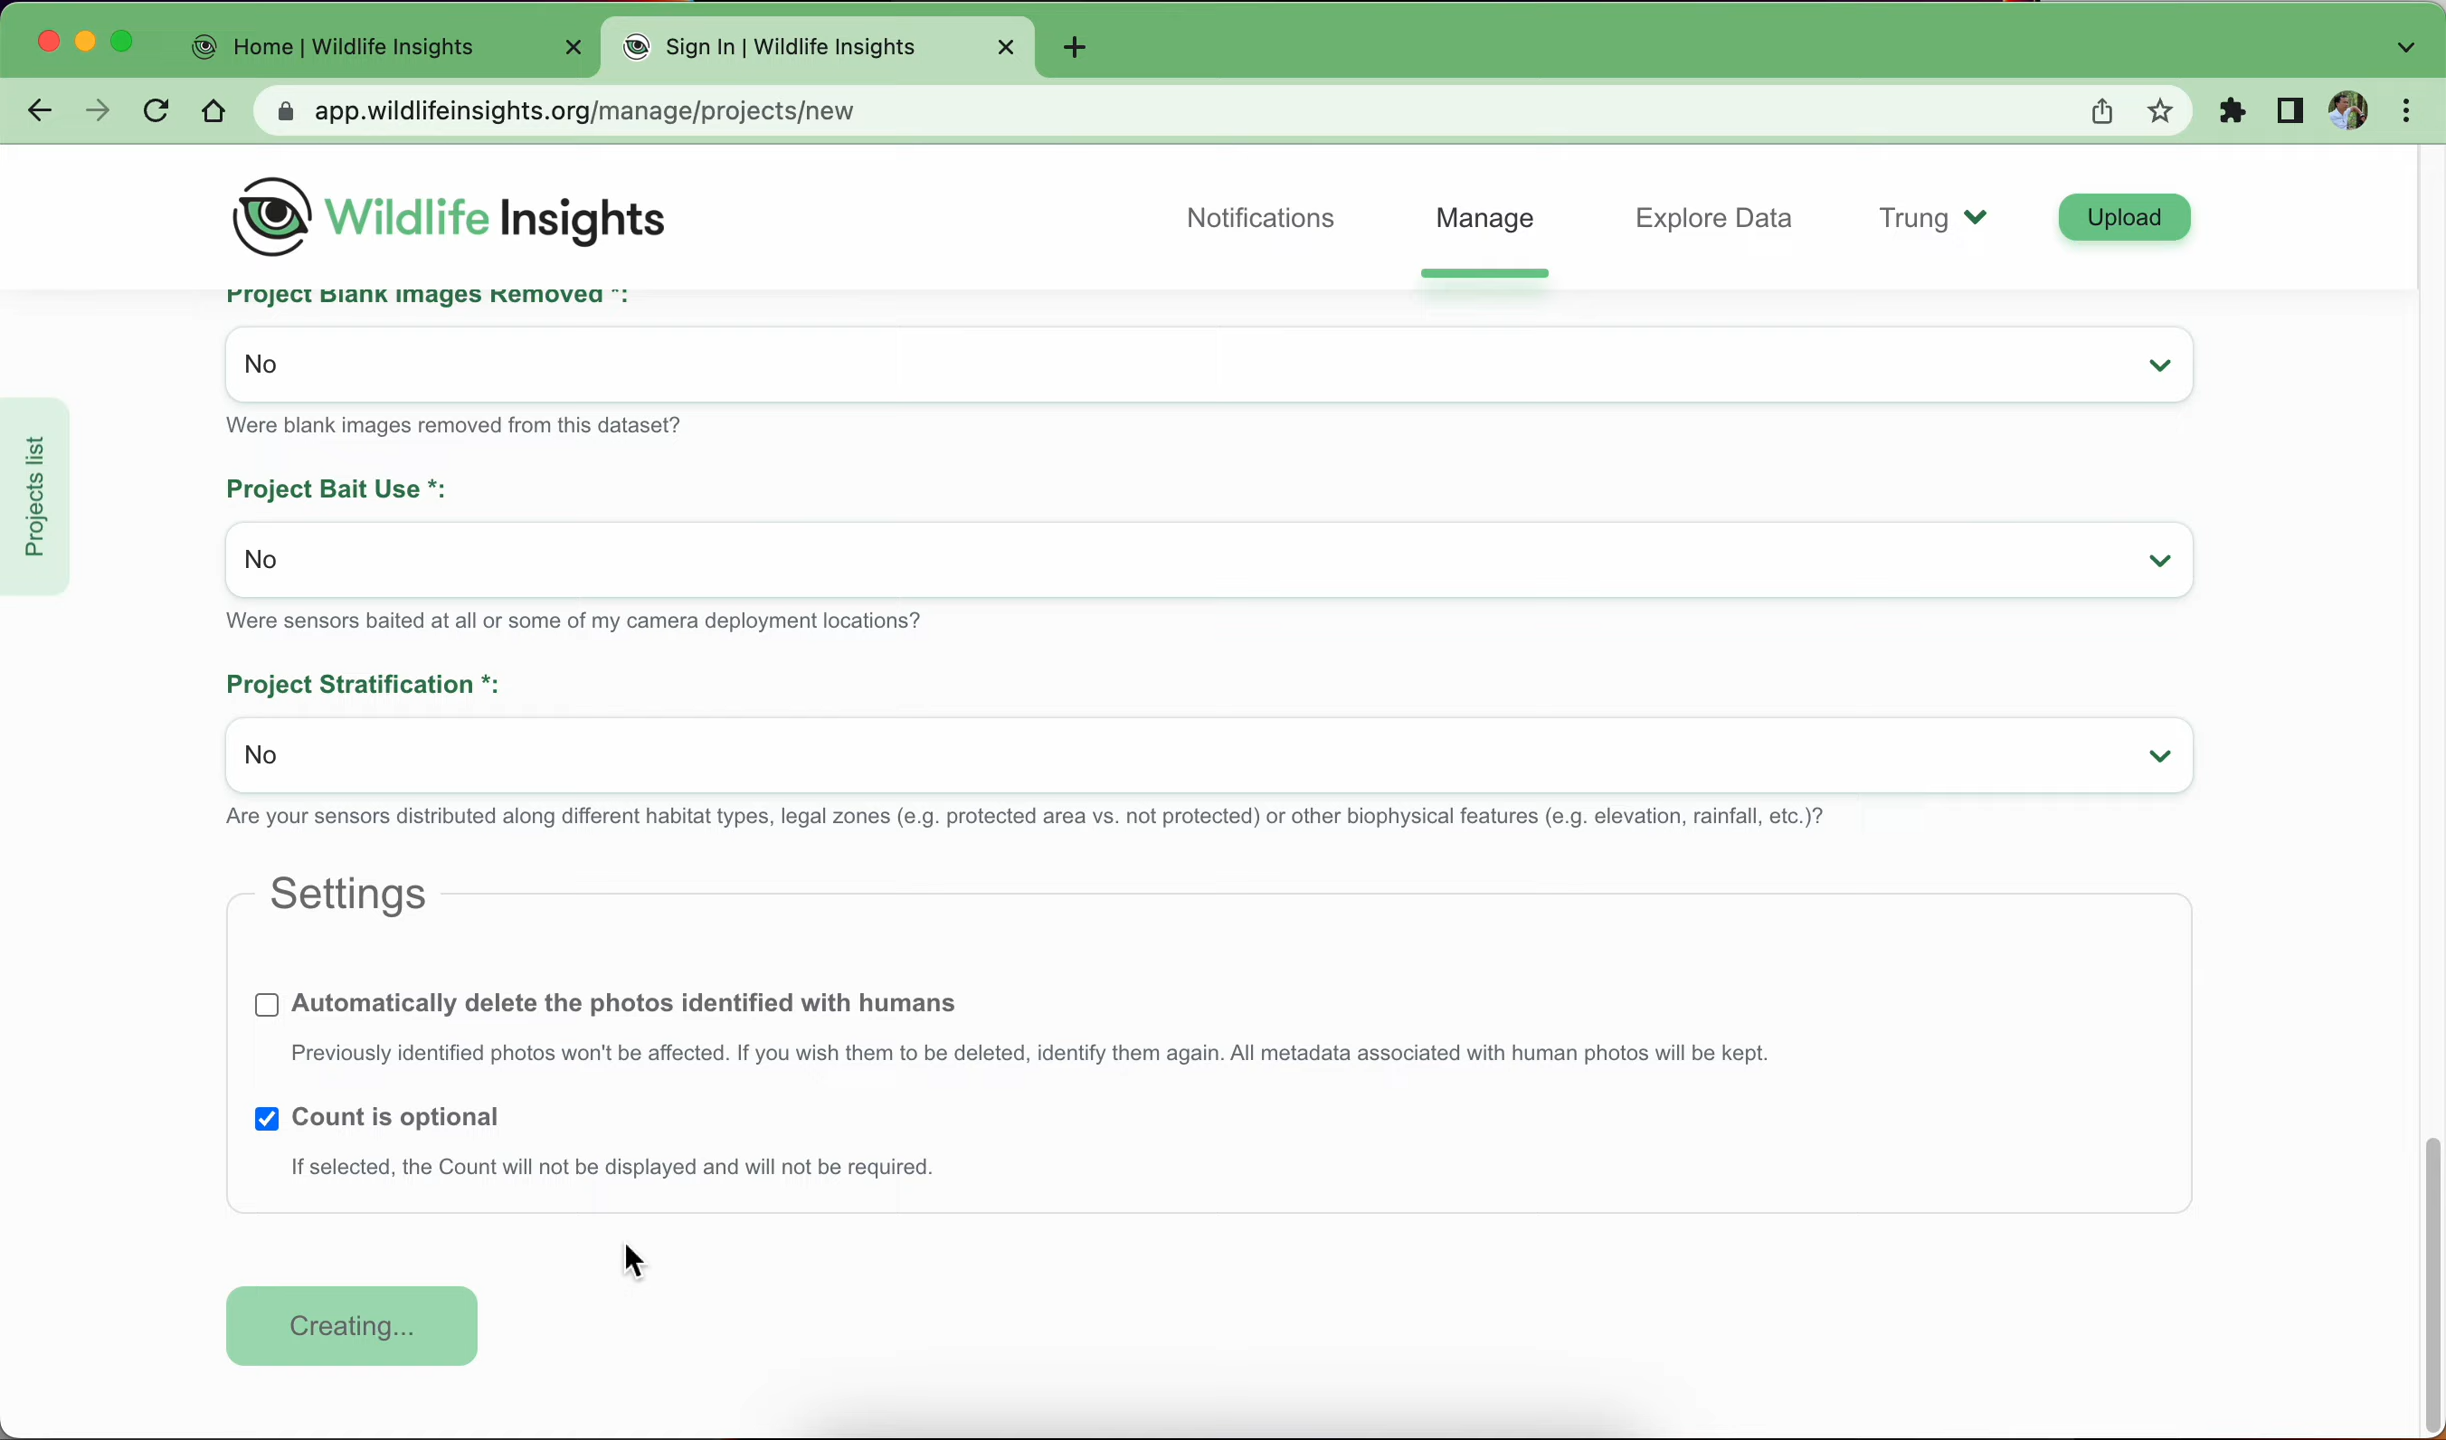 Home | Wildlife Insights
Sign In | Wildlife Insights
app.wildlifeinsights.org/manage/projects/new
Wildlife Insights
Notifications
Manage
Explore Data
Trung
Upload
Project Blank Images Removed *:
No
Were blank images removed from this dataset?
Projects list
Project Bait Use *:
No
Were sensors baited at all or some of my camera deployment locations?
Project Stratification *:
No
Are your sensors distributed along different habitat types, legal zones (e.g. protected area vs. not protected) or other biophysical features (e.g. elevation, rainfall, etc.)?
Settings
Automatically delete the photos identified with humans
Previously identified photos won't be affected. If you wish them to be deleted, identify them again. All metadata associated with human photos will be kept.
Count is optional
If selected, the Count will not be displayed and will not be required.
Creating...